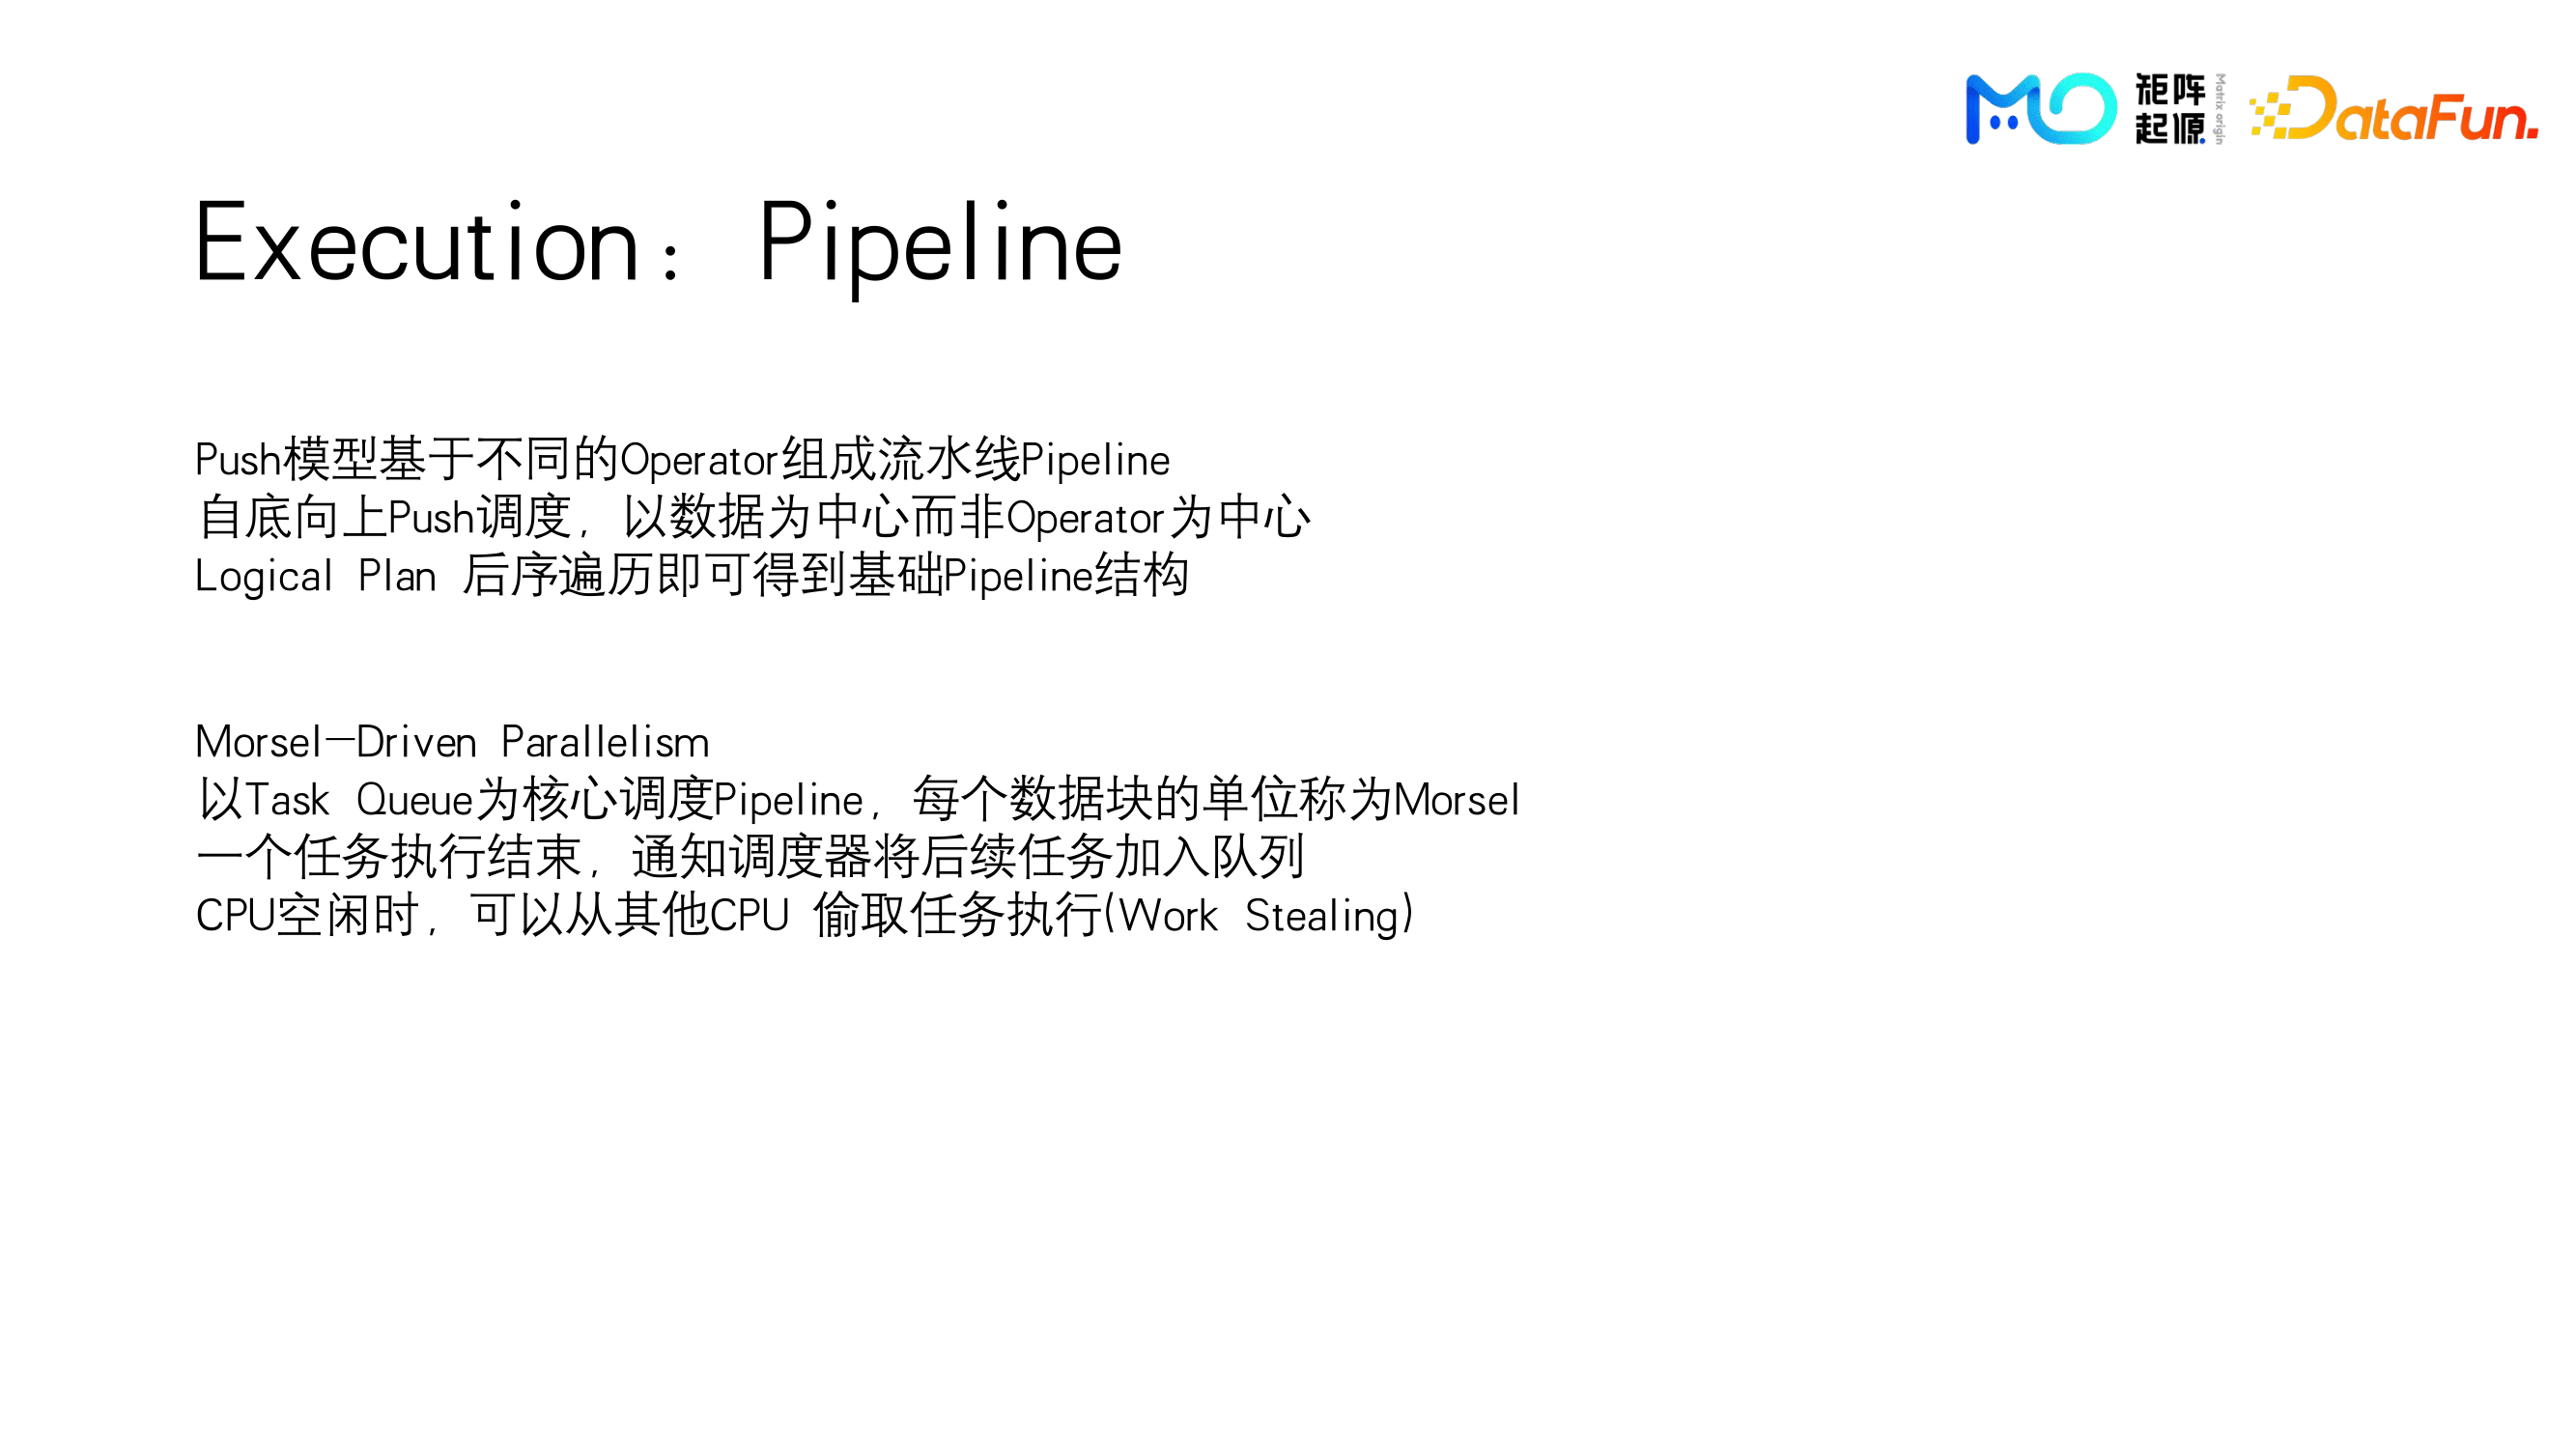 MO 矩阵起源 Matrix origin DataFun.
Execution： Pipeline
Push模型基于不同的Operator组成流水线Pipeline
自底向上Push调度，以数据为中心而非Operator为中心
Logical Plan 后序遍历即可得到基础Pipeline结构
Morsel-Driven Parallelism
以Task Queue为核心调度Pipeline，每个数据块的单位称为Morsel
一个任务执行结束，通知调度器将后续任务加入队列
CPU空闲时，可以从其他CPU 偷取任务执行(Work Stealing)